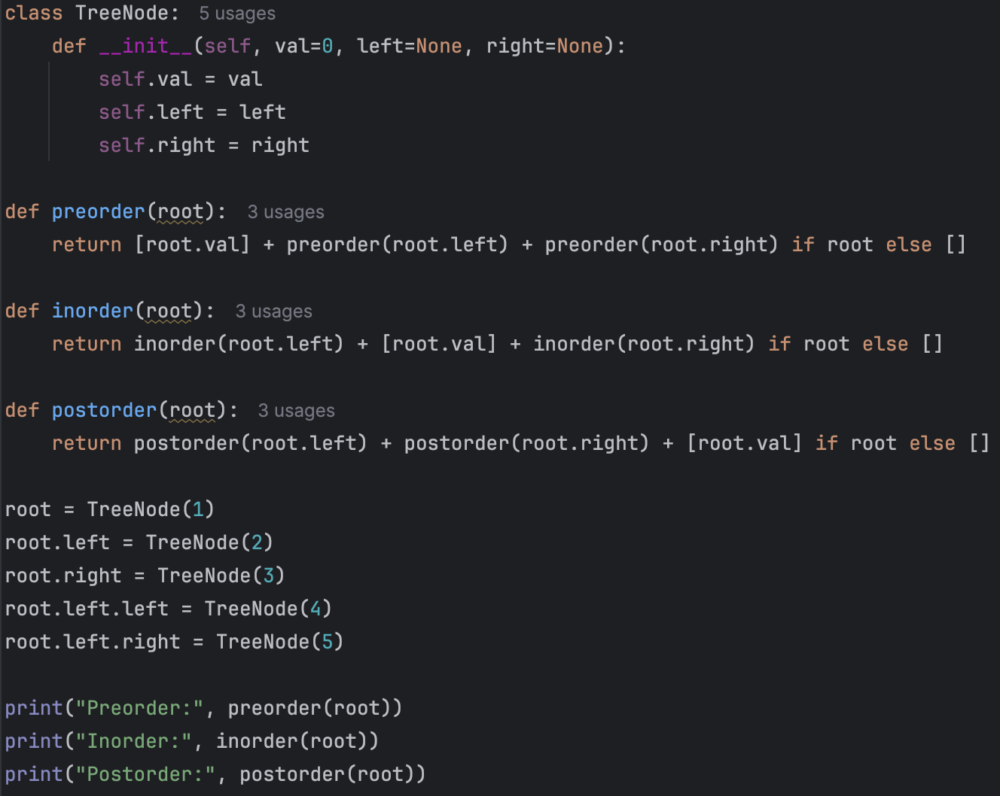 class TreeNode: 5 usages
    def __init__(self, val=0, left=None, right=None):
        self.val = val
        self.left = left
        self.right = right

def preorder(root): 3 usages
    return [root.val] + preorder(root.left) + preorder(root.right) if root else []

def inorder(root): 3 usages
    return inorder(root.left) + [root.val] + inorder(root.right) if root else []

def postorder(root): 3 usages
    return postorder(root.left) + postorder(root.right) + [root.val] if root else []

root = TreeNode(1)
root.left = TreeNode(2)
root.right = TreeNode(3)
root.left.left = TreeNode(4)
root.left.right = TreeNode(5)

print("Preorder:", preorder(root))
print("Inorder:", inorder(root))
print("Postorder:", postorder(root))